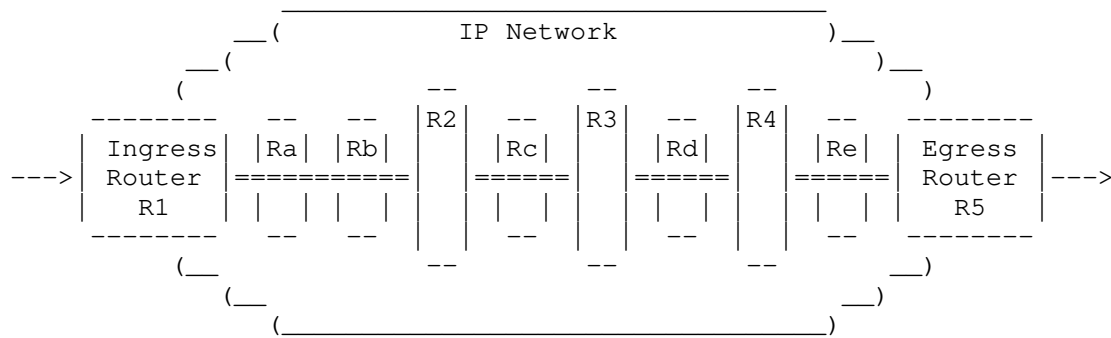 IP Network
R2 R3 R4
Ingress Ra Rb Rc Rd Re Egress
---> Router Router --->
R1 R5